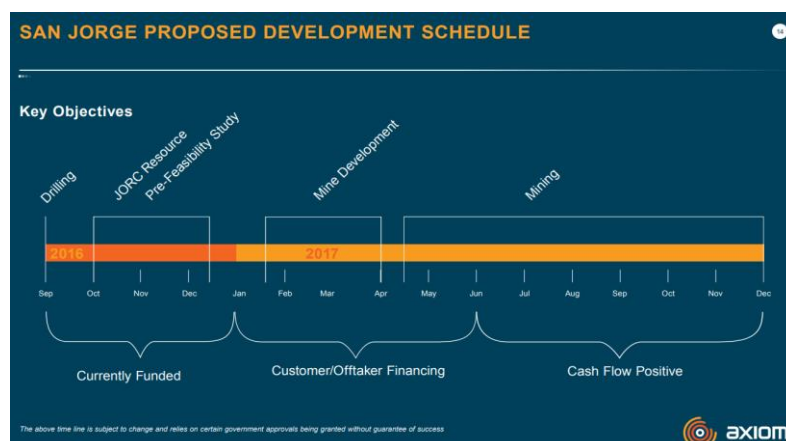 SAN JORGE PROPOSED DEVELOPMENT SCHEDULE
14
Key Objectives
Drilling
JORC Resource
Pre-Feasibility Study
Mine Development
Mining
2016
2017
Sep Oct Nov Dec Jan Feb Mar Apr May Jun Jul Aug Sep Oct Nov Dec
Currently Funded
Customer/Offtaker Financing
Cash Flow Positive
The above time line is subject to change and relies on certain government approvals being granted without guarantee of success
axiom